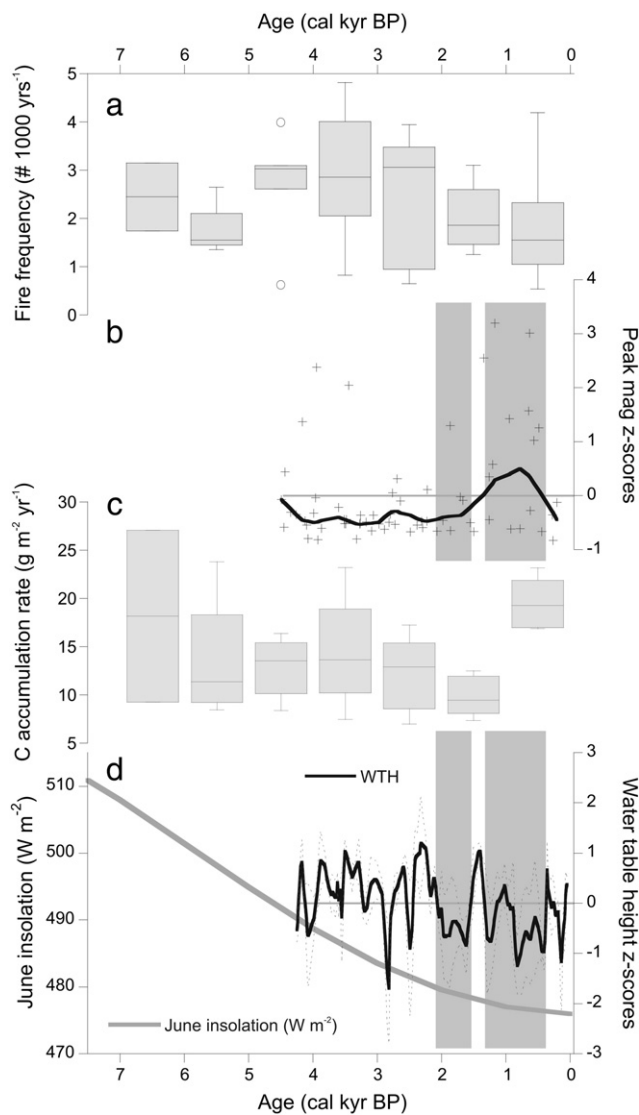 Age (cal kyr BP)
7 6 5 4 3 2 1 0
a
Fire frequency (# 1000 yrs⁻¹)
5
4
3
2
1
0
b
Peak mag z-scores
4
3
2
1
0
-1
c
C accumulation rate (g m⁻² yr⁻¹)
30
25
20
15
10
5
d
WTH
June insolation (W m⁻²)
510
500
490
480
470
Water table height z-scores
3
2
1
0
-1
-2
-3
June insolation (W m⁻²)
7 6 5 4 3 2 1 0
Age (cal kyr BP)